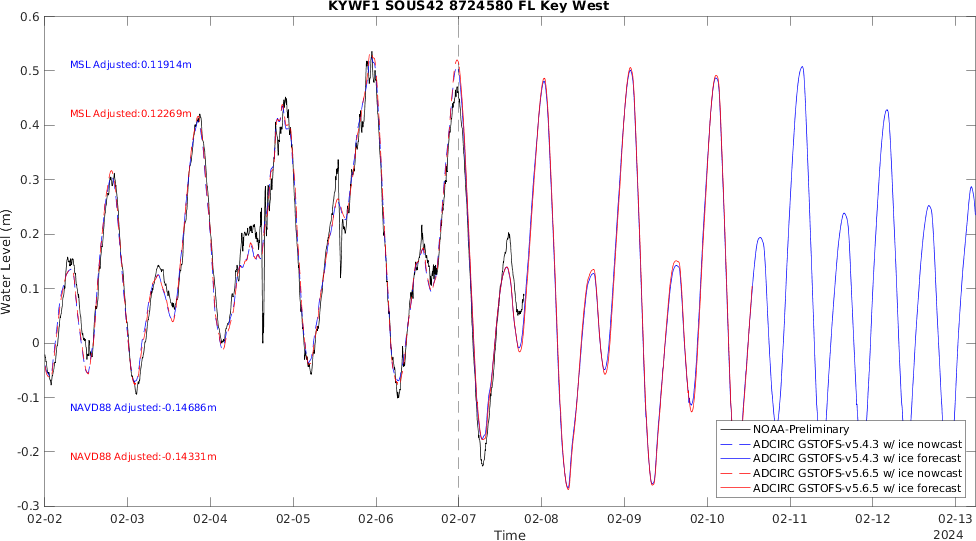 KYWF1 SOUS42 8724580 FL Key West
0.6
0.5
0.4
0.3
0.2
0.1
0
-0.1
-0.2
-0.3
Water Level (m)
MSL Adjusted:0.11914m
MSL Adjusted:0.12269m
NAVD88 Adjusted:-0.14686m
NAVD88 Adjusted:-0.14331m
NOAA-Preliminary
ADCIRC GSTOFS-v5.4.3 w/ ice nowcast
ADCIRC GSTOFS-v5.4.3 w/ ice forecast
ADCIRC GSTOFS-v5.6.5 w/ ice nowcast
ADCIRC GSTOFS-v5.6.5 w/ ice forecast
02-02 02-03 02-04 02-05 02-06 02-07 02-08 02-09 02-10 02-11 02-12 02-13
Time
2024